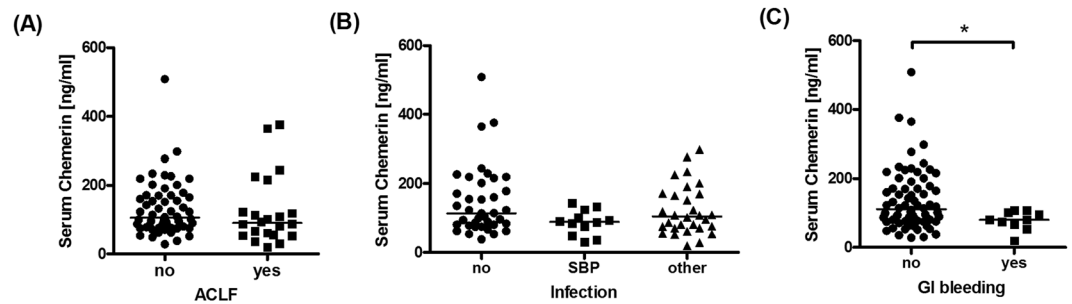 (A)
Serum Chemerin [ng/ml]
600
400
200
0
no yes
ACLF
(B)
Serum Chemerin [ng/ml]
600
400
200
0
no SBP other
Infection
(C)
Serum Chemerin [ng/ml]
600
400
200
0
*
no yes
GI bleeding